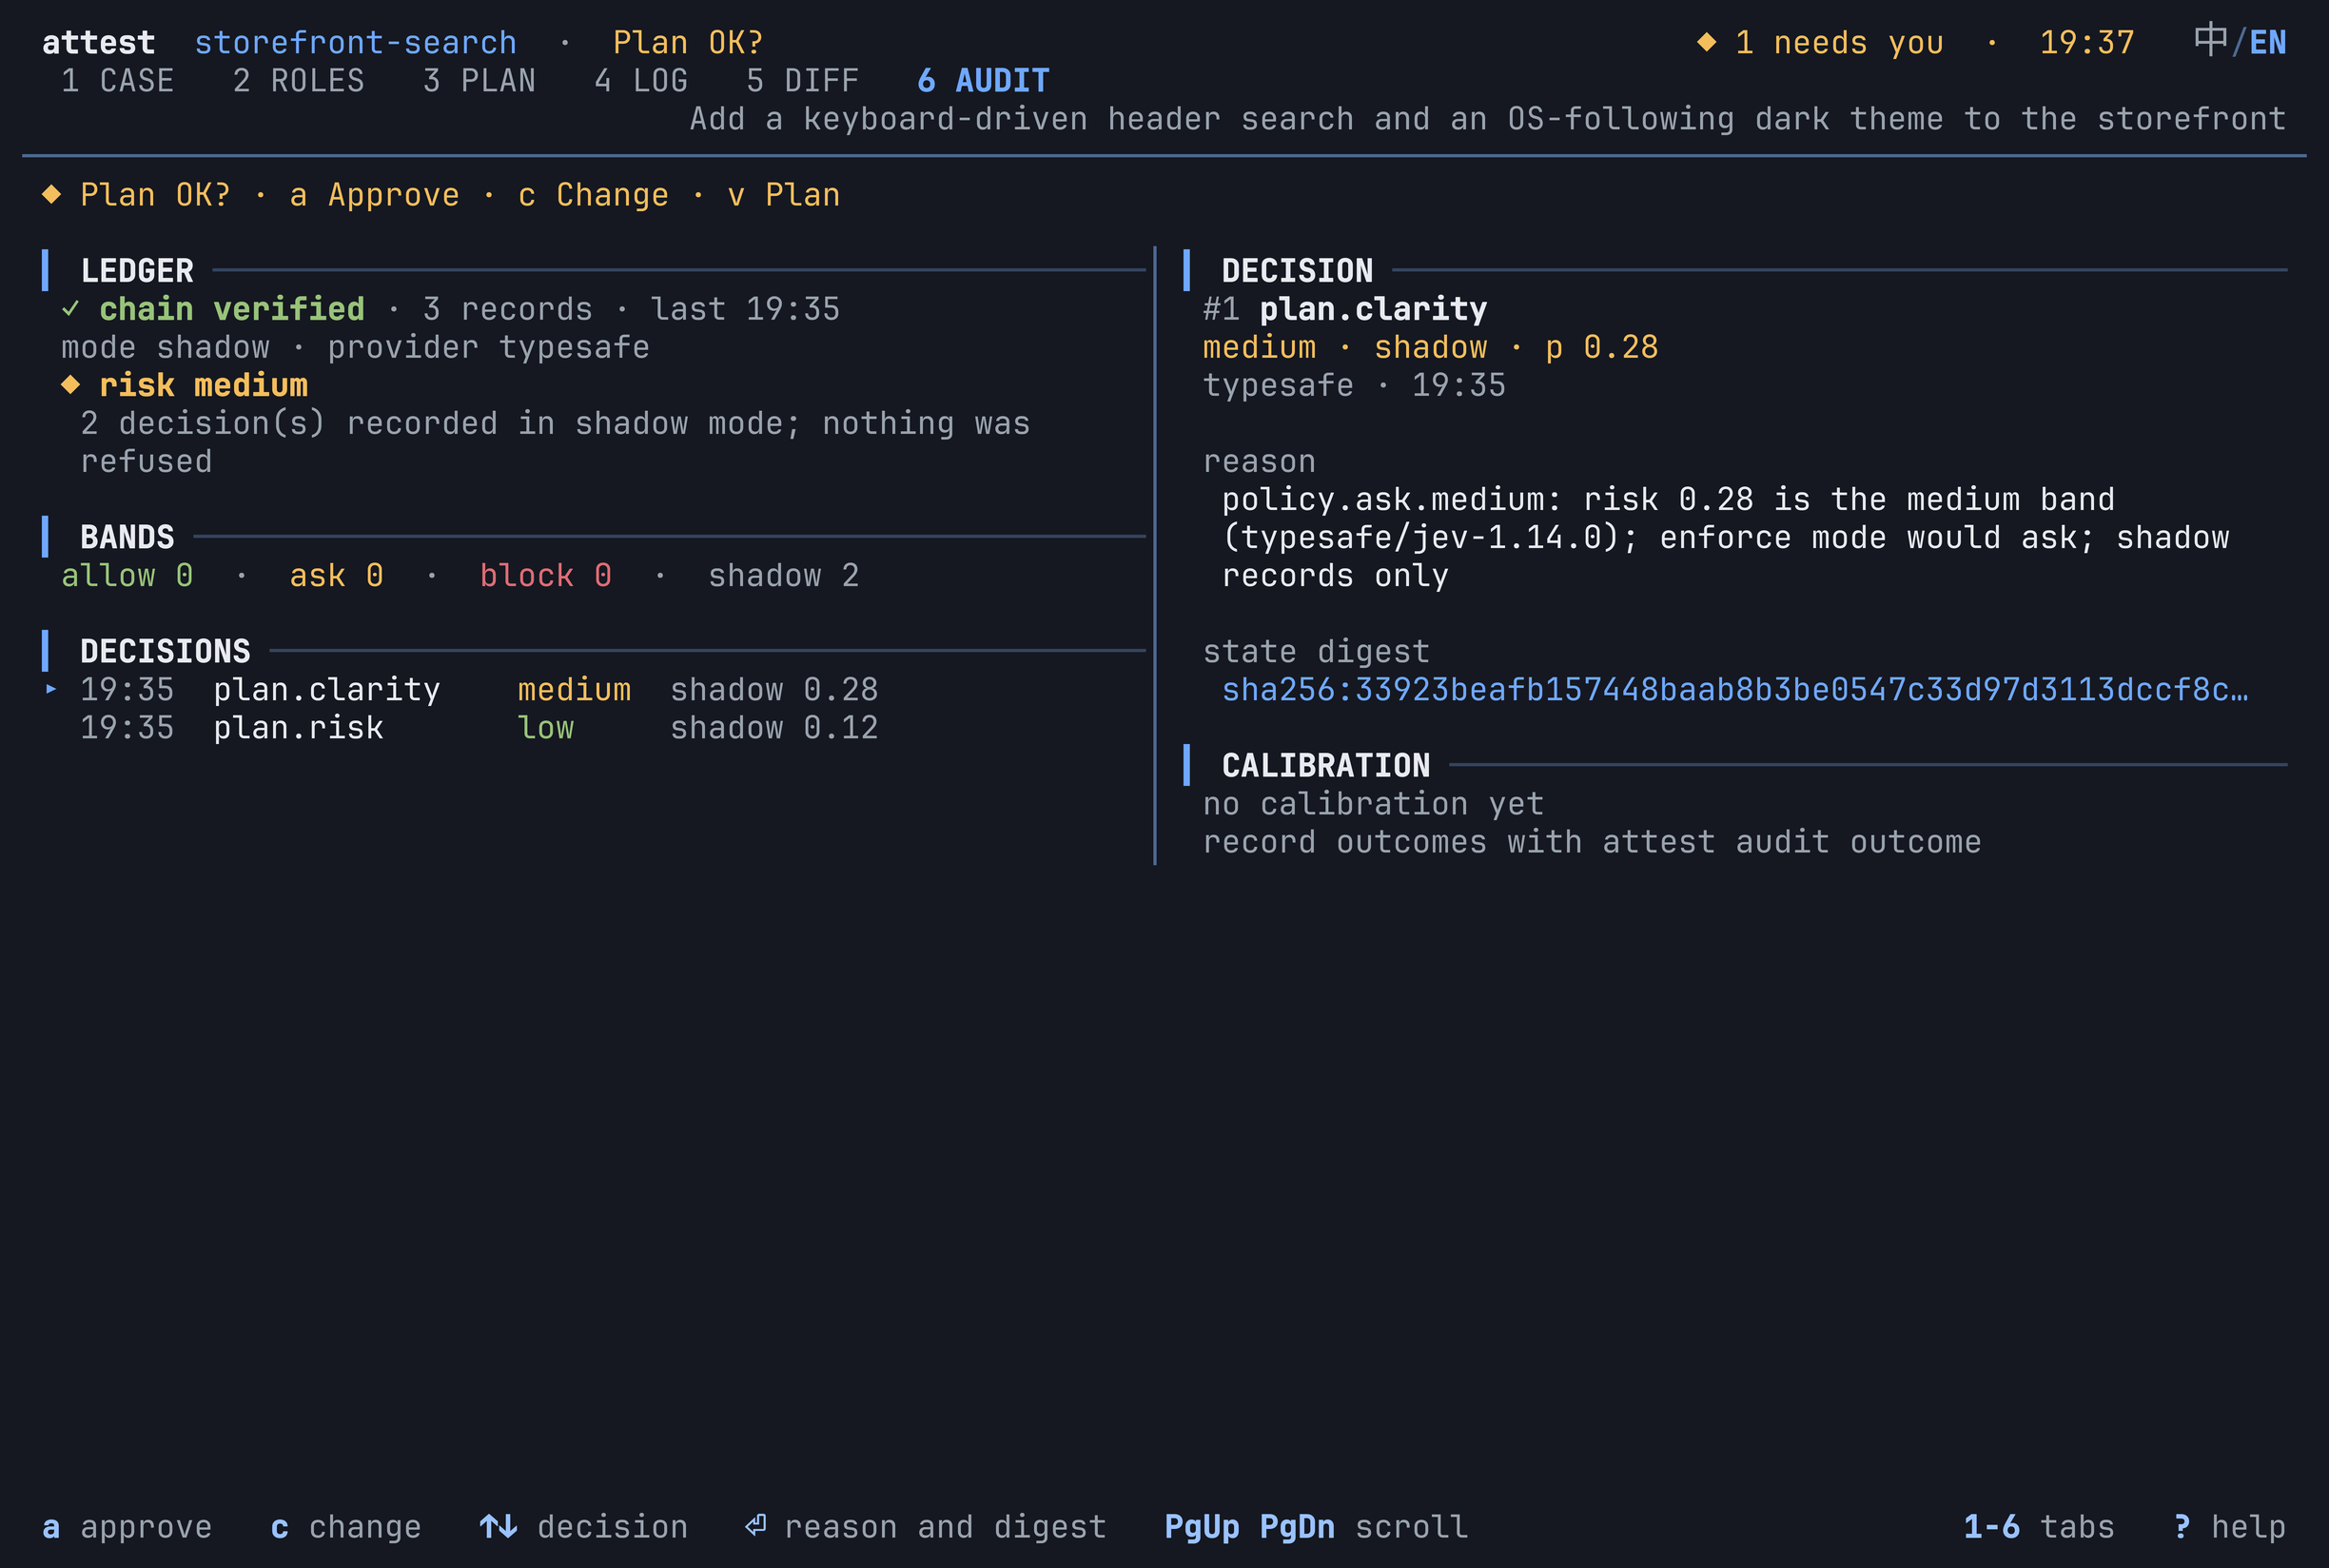 attest storefront-search · Plan OK? ◆ 1 needs you · 19:37 中/EN
1 CASE 2 ROLES 3 PLAN 4 LOG 5 DIFF 6 AUDIT
Add a keyboard-driven header search and an OS-following dark theme to the storefront
◆ Plan OK? · a Approve · c Change · v Plan
LEDGER
✓ chain verified · 3 records · last 19:35
mode shadow · provider typesafe
◆ risk medium
2 decision(s) recorded in shadow mode; nothing was
refused
BANDS
allow 0 · ask 0 · block 0 · shadow 2
DECISIONS
▸ 19:35 plan.clarity medium shadow 0.28
19:35 plan.risk low shadow 0.12
DECISION
#1 plan.clarity
medium · shadow · p 0.28
typesafe · 19:35
reason
policy.ask.medium: risk 0.28 is the medium band
(typesafe/jev-1.14.0); enforce mode would ask; shadow
records only
state digest
sha256:33923beafb157448baab8b3be0547c33d97d3113dccf8c…
CALIBRATION
no calibration yet
record outcomes with attest audit outcome
a approve c change ↑↓ decision ⏎ reason and digest PgUp PgDn scroll 1-6 tabs ? help